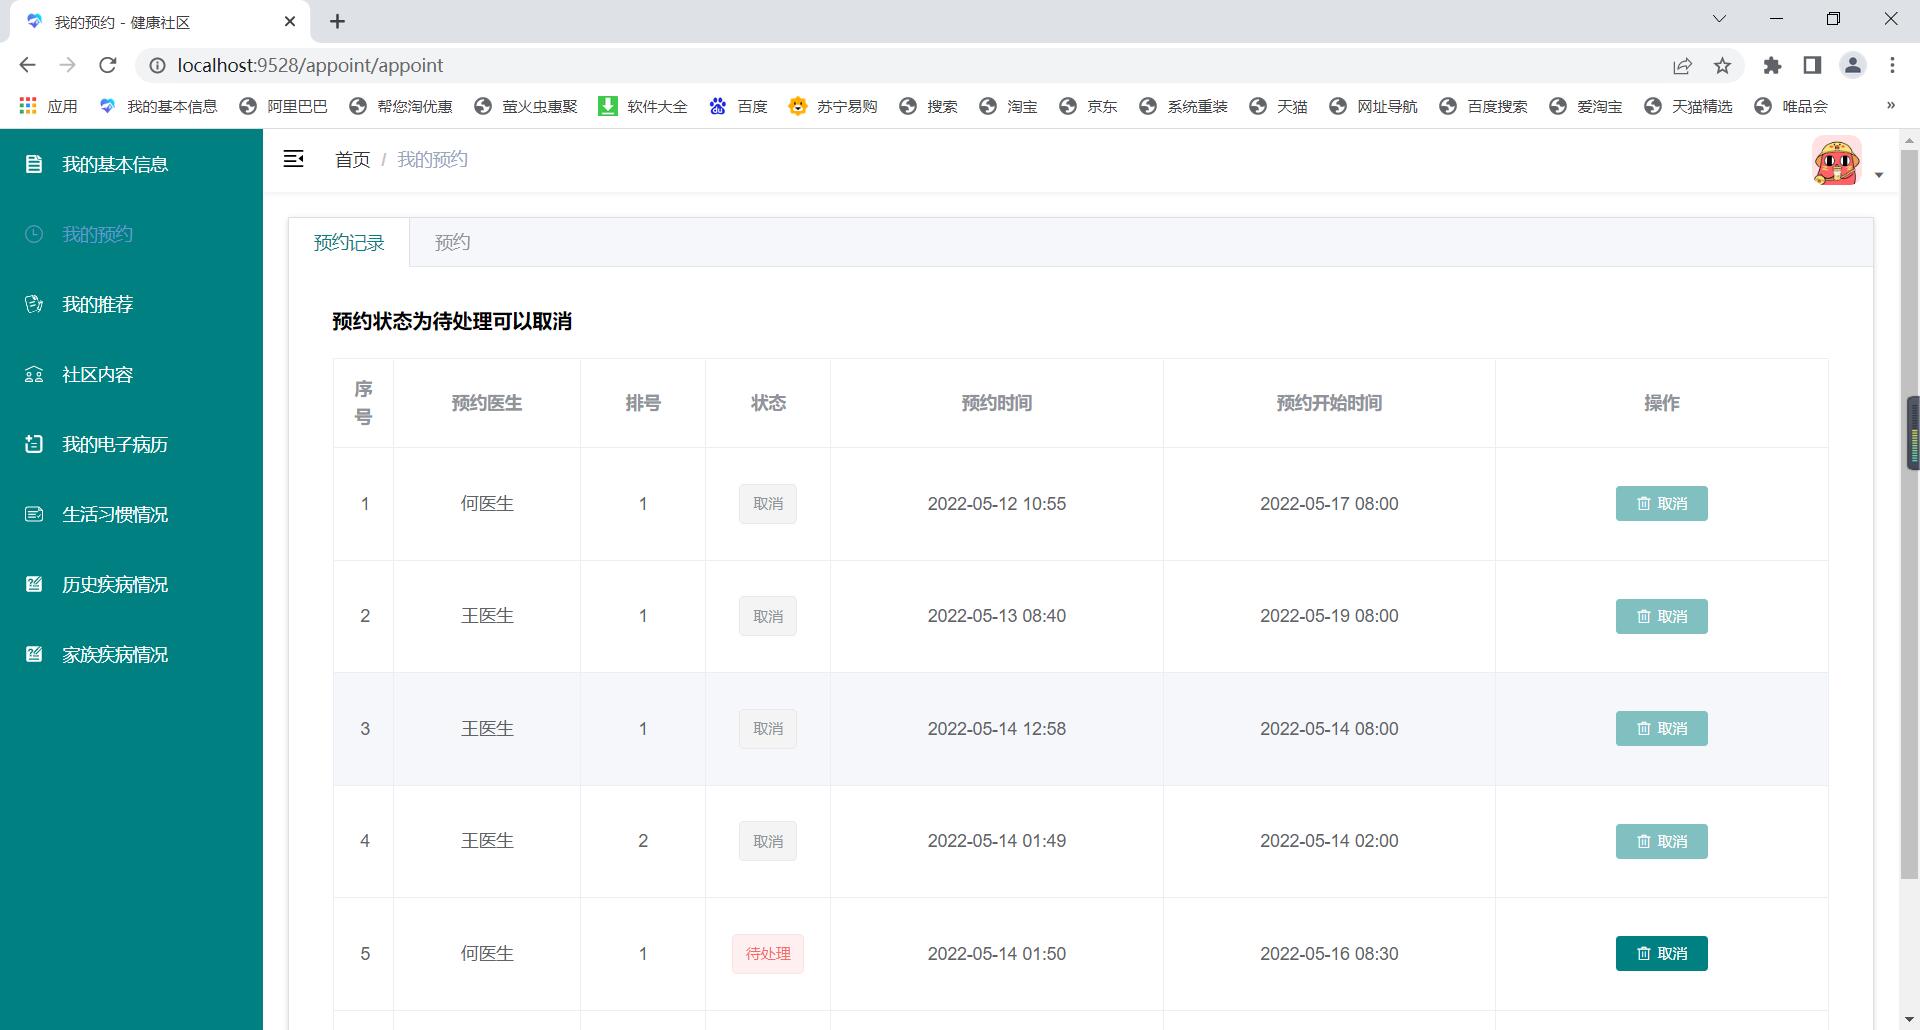 我的预约 - 健康社区
localhost:9528/appoint/appoint
应用 我的基本信息 阿里巴巴 帮您淘优惠 萤火虫惠聚 软件大全 百度 苏宁易购 搜索 淘宝 京东 系统重装 天猫 网址导航 百度搜索 爱淘宝 天猫精选 唯品会 »
我的基本信息
我的预约
我的推荐
社区内容
我的电子病历
生活习惯情况
历史疾病情况
家族疾病情况
首页 / 我的预约
预约记录 预约
预约状态为待处理可以取消
序号 预约医生 排号 状态 预约时间 预约开始时间 操作
1 何医生 1 取消 2022-05-12 10:55 2022-05-17 08:00 取消
2 王医生 1 取消 2022-05-13 08:40 2022-05-19 08:00 取消
3 王医生 1 取消 2022-05-14 12:58 2022-05-14 08:00 取消
4 王医生 2 取消 2022-05-14 01:49 2022-05-14 02:00 取消
5 何医生 1 待处理 2022-05-14 01:50 2022-05-16 08:30 取消